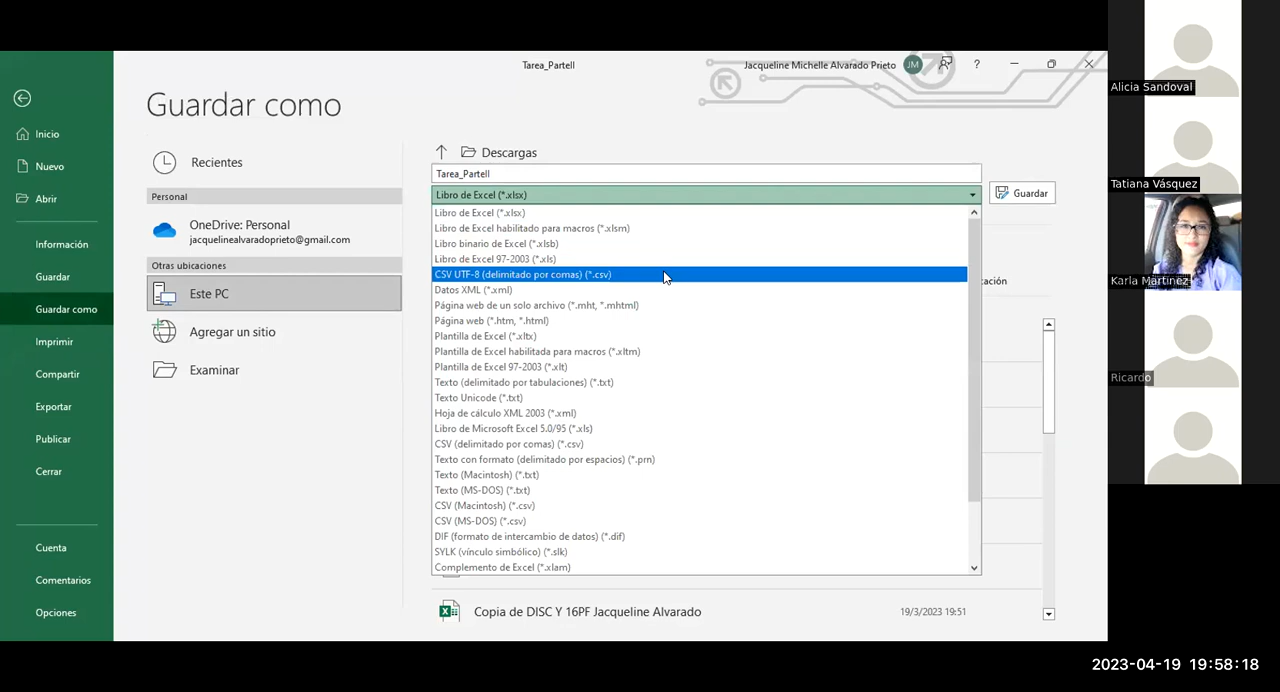 Tarea_PartelI
Jacqueline Michelle Alvarado Prieto
JM
?
Guardar como
Inicio
Nuevo
Abrir
Información
Guardar
Guardar como
Imprimir
Compartir
Exportar
Publicar
Cerrar
Cuenta
Comentarios
Opciones
Recientes
Personal
OneDrive: Personal
jacquelinealvaradoprieto@gmail.com
Otras ubicaciones
Este PC
Agregar un sitio
Examinar
Descargas
Tarea_PartelI
Libro de Excel (*.xlsx)
Guardar
Libro de Excel (*.xlsx)
Libro de Excel habilitado para macros (*.xlsm)
Libro binario de Excel (*.xlsb)
Libro de Excel 97-2003 (*.xls)
CSV UTF-8 (delimitado por comas) (*.csv)
Datos XML (*.xml)
Página web de un solo archivo (*.mht, *.mhtml)
Página web (*.htm, *.html)
Plantilla de Excel (*.xltx)
Plantilla de Excel habilitada para macros (*.xltm)
Plantilla de Excel 97-2003 (*.xlt)
Texto (delimitado por tabulaciones) (*.txt)
Texto Unicode (*.txt)
Hoja de cálculo XML 2003 (*.xml)
Libro de Microsoft Excel 5.0/95 (*.xls)
CSV (delimitado por comas) (*.csv)
Texto con formato (delimitado por espacios) (*.prn)
Texto (Macintosh) (*.txt)
Texto (MS-DOS) (*.txt)
CSV (Macintosh) (*.csv)
CSV (MS-DOS) (*.csv)
DIF (formato de intercambio de datos) (*.dif)
SYLK (vínculo simbólico) (*.slk)
Complemento de Excel (*.xlam)
Copia de DISC Y 16PF Jacqueline Alvarado
19/3/2023 19:51
Alicia Sandoval
Tatiana Vásquez
Karla Martinez
Ricardo
2023-04-19 19:58:18